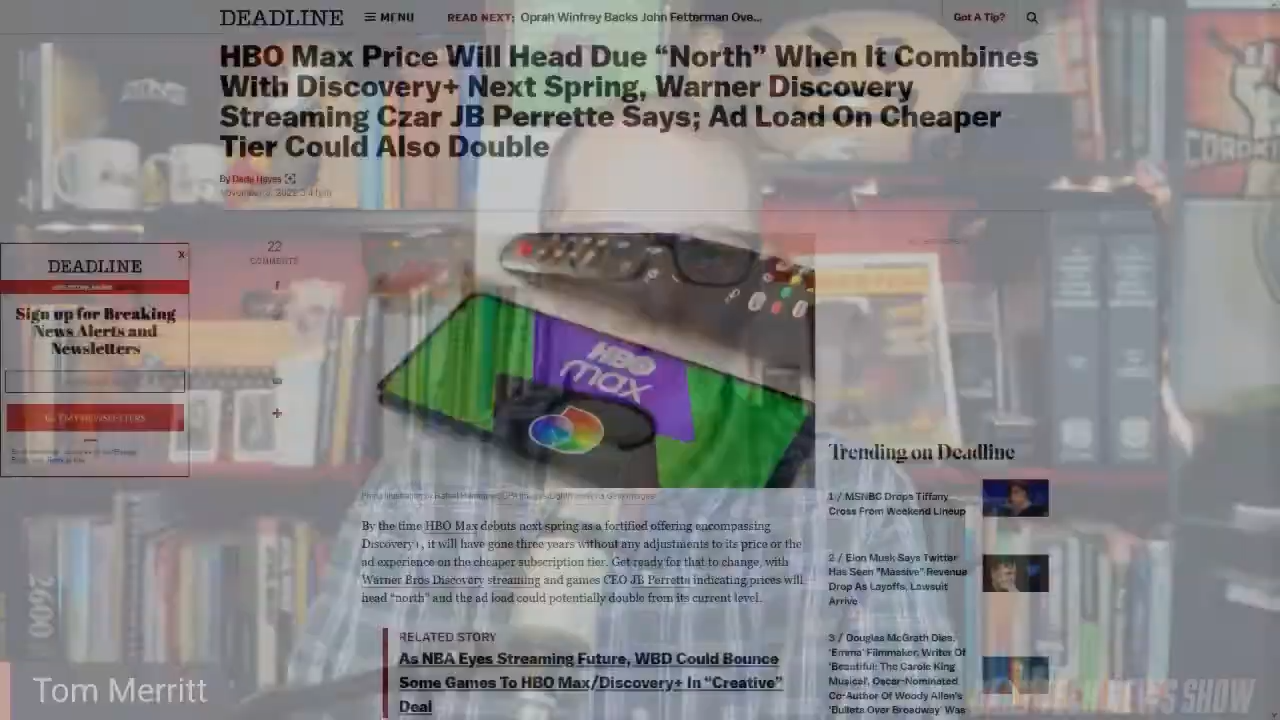 DEADLINE
MENU
READ NEXT: Oprah Winfrey Backs John Fetterman Ove...
Got A Tip?
HBO Max Price Will Head Due “North” When It Combines
With Discovery+ Next Spring, Warner Discovery
Streaming Czar JB Perrette Says; Ad Load On Cheaper
Tier Could Also Double
By Dade Hayes
22
COMMENTS
X
DEADLINE
Sign up for Breaking
News Alerts and
Newsletters
HBO
max
By the time HBO Max debuts next spring as a fortified offering encompassing
Discovery+, it will have gone three years without any adjustments to its price or the
ad experience on the cheaper subscription tier. Get ready for that to change, with
Warner Bros Discovery streaming and games CEO JB Perrette indicating prices will
head “north” and the ad load could potentially double from its current level.
RELATED STORY
As NBA Eyes Streaming Future, WBD Could Bounce
Some Games To HBO Max/Discovery+ In “Creative”
Deal
Trending on Deadline
1 / MSNBC Drops Tiffany
Cross From Weekend Lineup
2 / Elon Musk Says Twitter
Has Seen "Massive" Revenue
Drop As Layoffs, Lawsuit
Arrive
3 / Douglas McGrath Dies:
'Emma' Filmmaker, Writer Of
'Beautiful: The Carole King
Musical', Oscar-Nominated
Co-Author Of Woody Allen's
'Bullets Over Broadway' Was
2600
Tom Merritt
NEWS SHOW